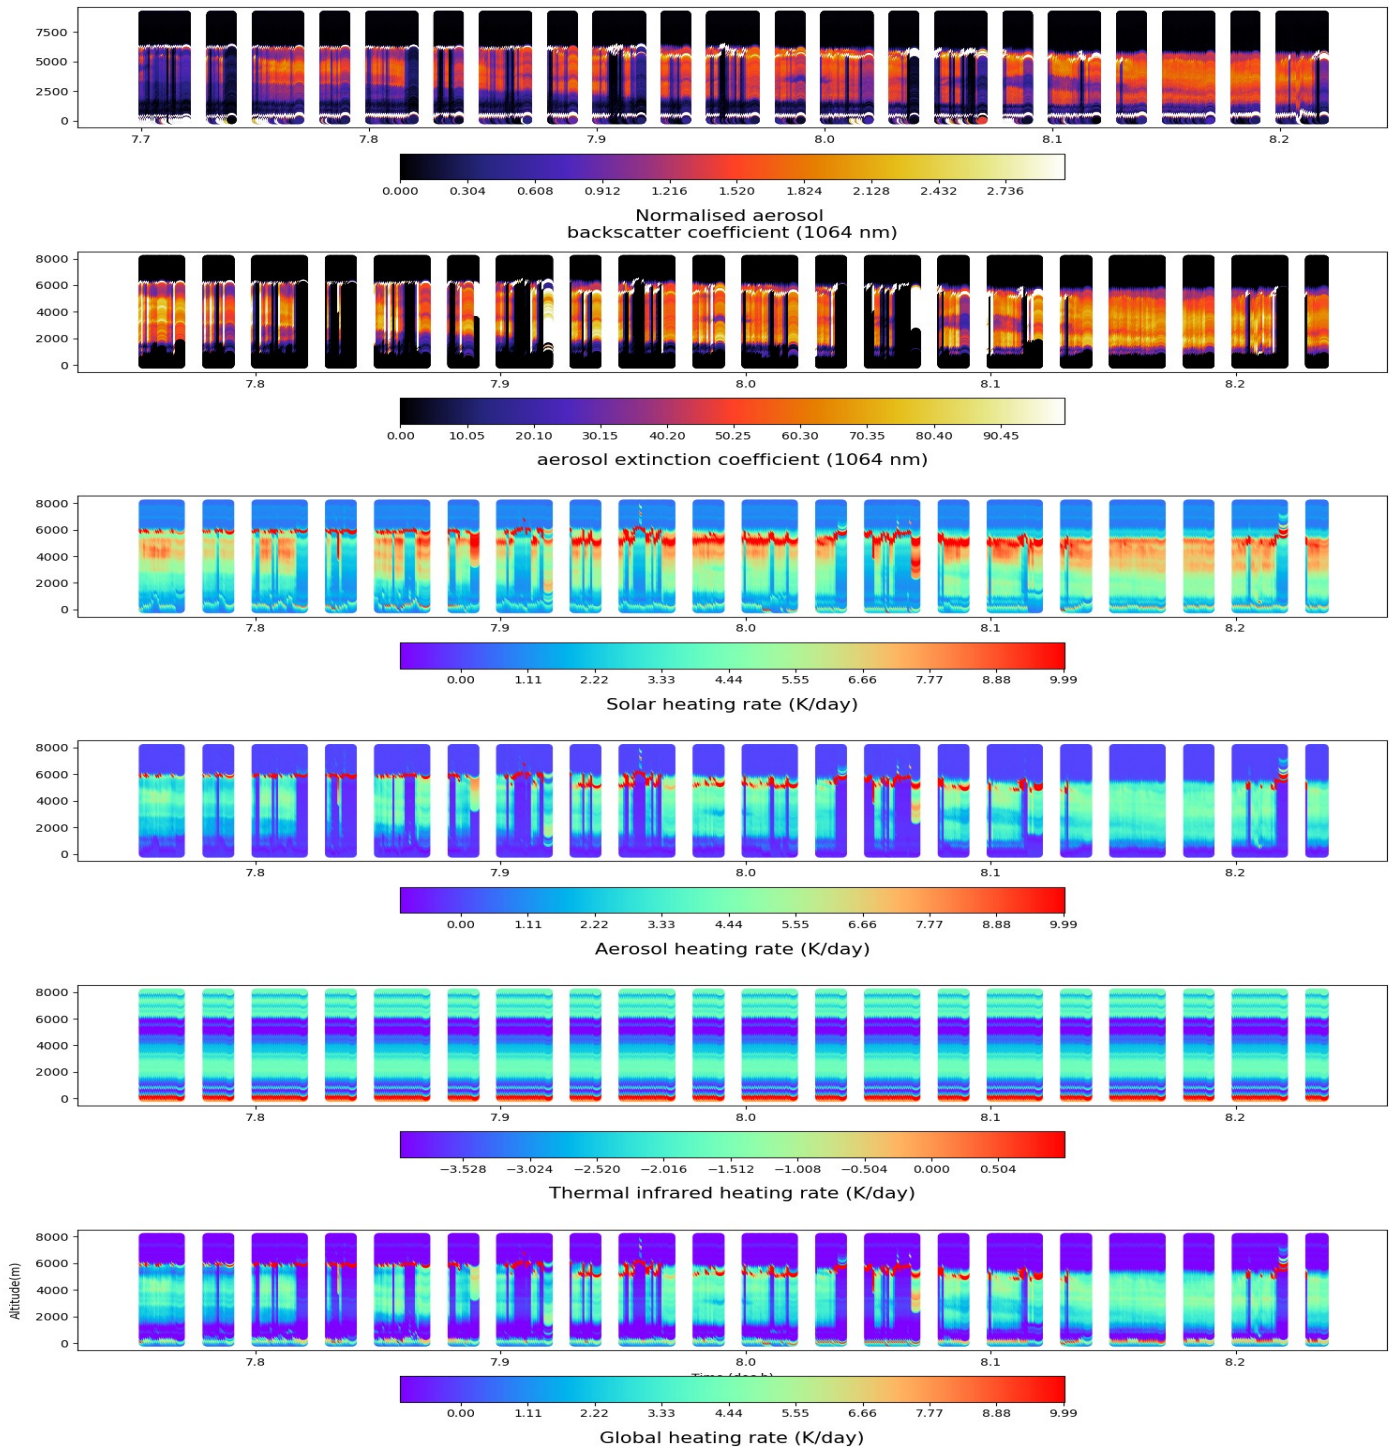 7500
5000
2500
0
7.7 7.8 7.9 8.0 8.1 8.2
0.000 0.304 0.608 0.912 1.216 1.520 1.824 2.128 2.432 2.736
Normalised aerosol
backscatter coefficient (1064 nm)
8000
6000
4000
2000
0
7.8 7.9 8.0 8.1 8.2
0.00 10.05 20.10 30.15 40.20 50.25 60.30 70.35 80.40 90.45
aerosol extinction coefficient (1064 nm)
8000
6000
4000
2000
0
7.8 7.9 8.0 8.1 8.2
0.00 1.11 2.22 3.33 4.44 5.55 6.66 7.77 8.88 9.99
Solar heating rate (K/day)
8000
6000
4000
2000
0
7.8 7.9 8.0 8.1 8.2
0.00 1.11 2.22 3.33 4.44 5.55 6.66 7.77 8.88 9.99
Aerosol heating rate (K/day)
8000
6000
4000
2000
0
7.8 7.9 8.0 8.1 8.2
−3.528 −3.024 −2.520 −2.016 −1.512 −1.008 −0.504 0.000 0.504
Thermal infrared heating rate (K/day)
Altitude(m)
8000
6000
4000
2000
0
7.8 7.9 8.0 8.1 8.2
0.00 1.11 2.22 3.33 4.44 5.55 6.66 7.77 8.88 9.99
Global heating rate (K/day)